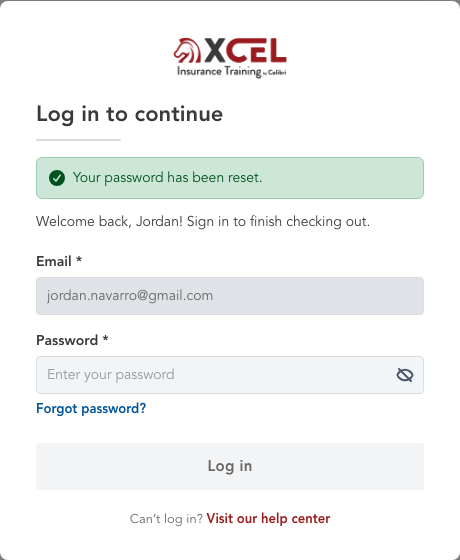 XCEL
Insurance Training by Colibri
Log in to continue
Your password has been reset.
Welcome back, Jordan! Sign in to finish checking out.
Email *
jordan.navarro@gmail.com
Password *
Enter your password
Forgot password?
Log in
Can’t log in? Visit our help center